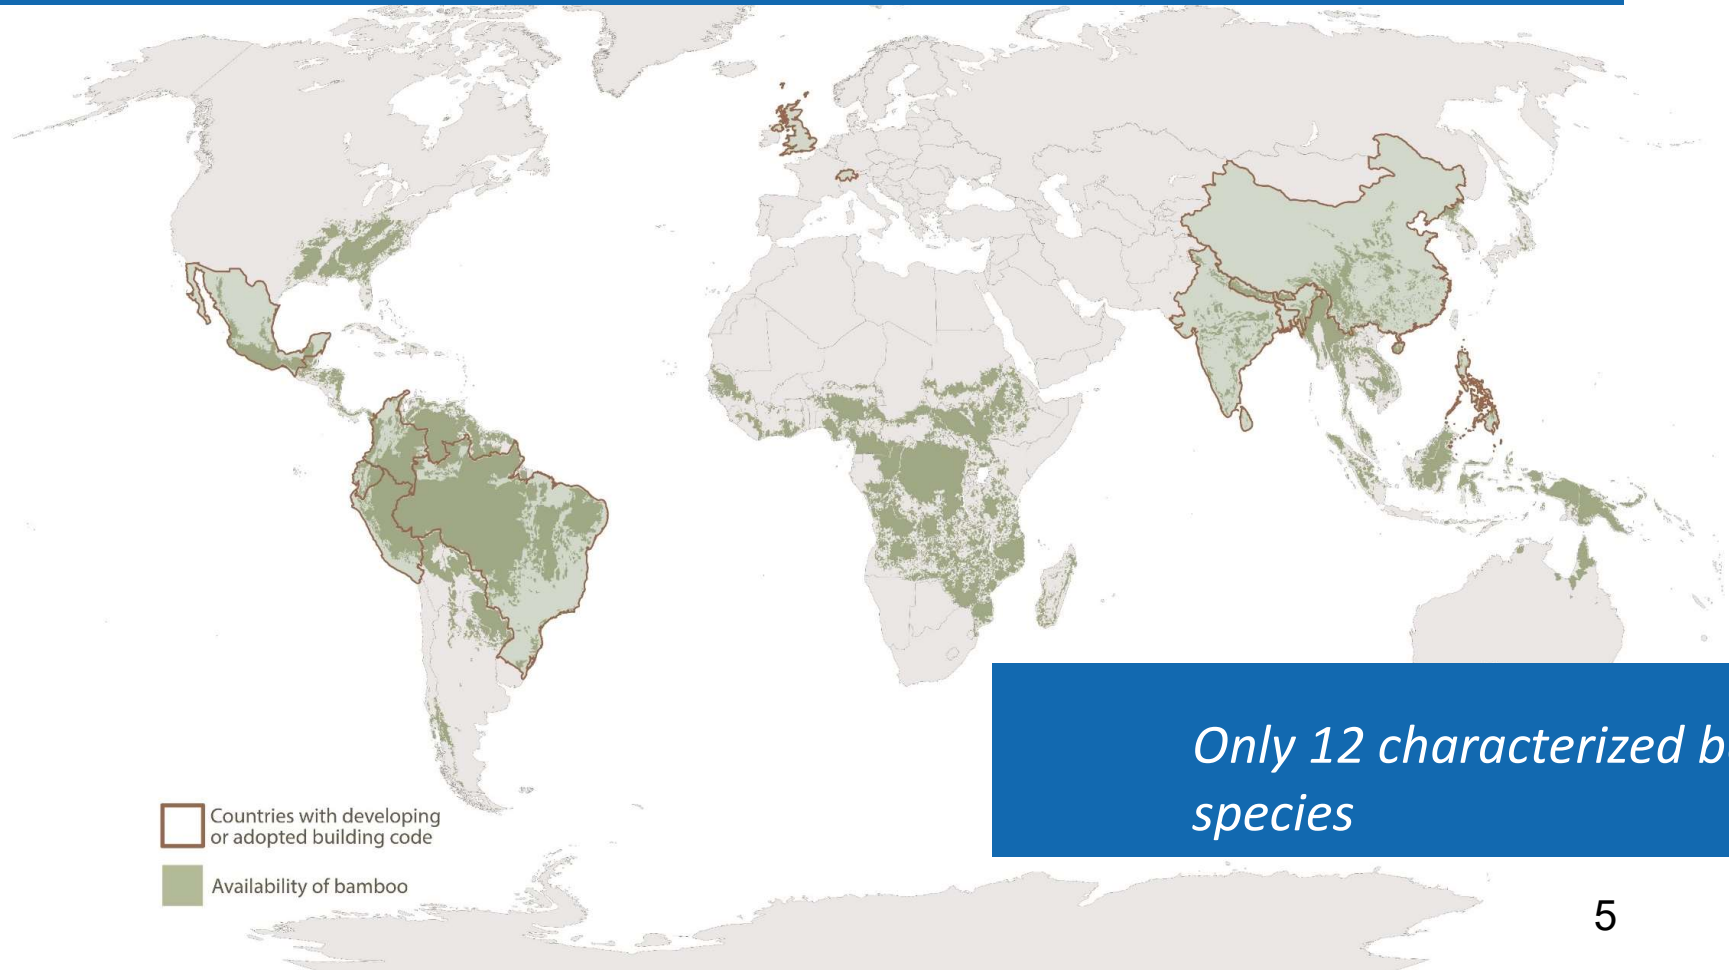 Countries with developing
or adopted building code
Availability of bamboo
Only 12 characterized
species
5